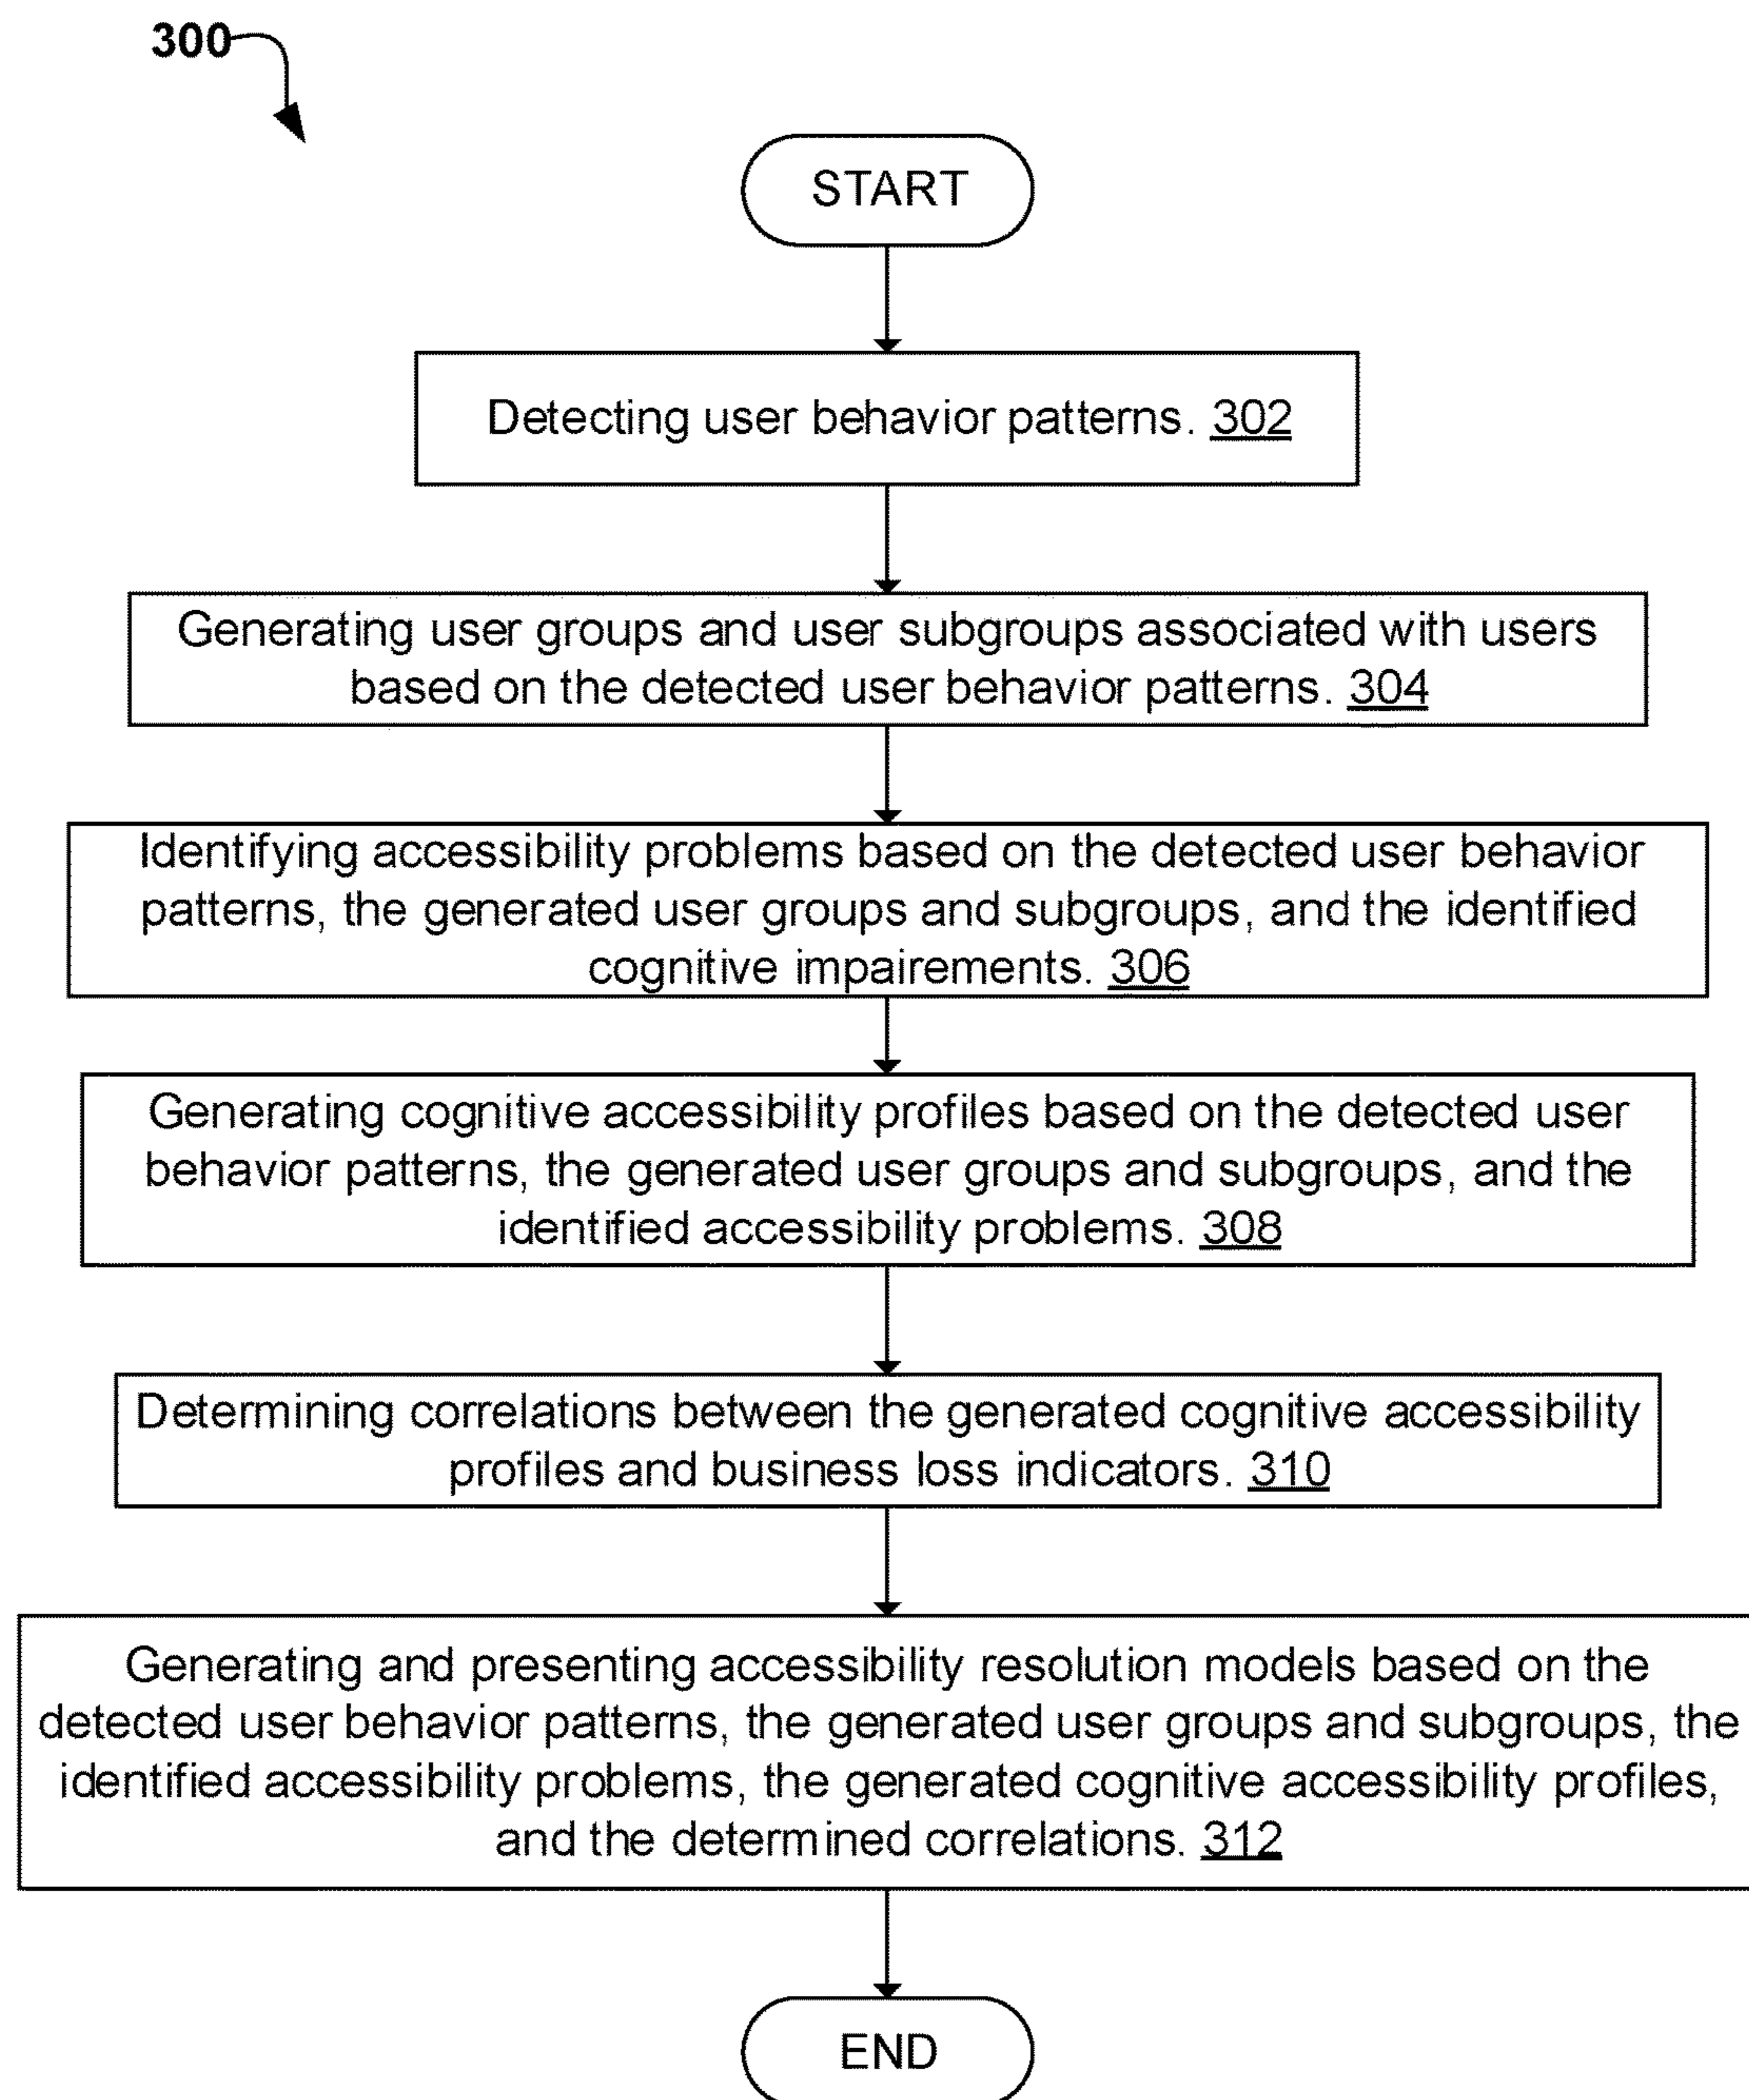 300
START
Detecting user behavior patterns. 302
Generating user groups and user subgroups associated with users
based on the detected user behavior patterns. 304
Identifying accessibility problems based on the detected user behavior
patterns, the generated user groups and subgroups, and the identified
cognitive impairements. 306
Generating cognitive accessibility profiles based on the detected user
behavior patterns, the generated user groups and subgroups, and the
identified accessibility problems. 308
Determining correlations between the generated cognitive accessibility
profiles and business loss indicators. 310
Generating and presenting accessibility resolution models based on the
detected user behavior patterns, the generated user groups and subgroups, the
identified accessibility problems, the generated cognitive accessibility profiles,
and the determined correlations. 312
END